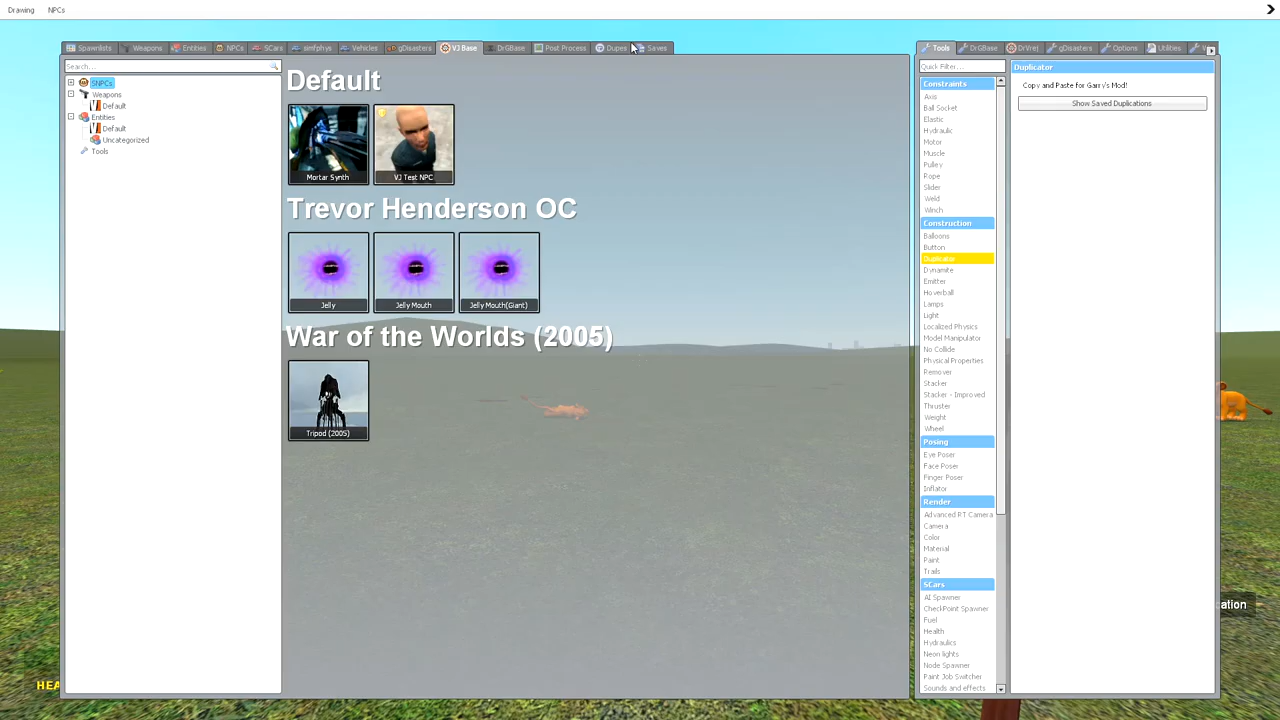 Drawing NPCs
Spawnlists Weapons Entities NPCs SCars simfphys Vehicles gDisasters VJ Base DrGBase Post Process Dupes Saves
Search...
SNPCs
Weapons
Default
Entities
Default
Uncategorized
Tools
Default
Mortar Synth VJ Test NPC
Trevor Henderson OC
Jelly Jelly Mouth Jelly Mouth(Giant)
War of the Worlds (2005)
Tripod (2005)
Tools DrGBase DrVrej gDisasters Options Utilities
Quick Filter...
Constraints
Axis
Ball Socket
Elastic
Hydraulic
Motor
Muscle
Pulley
Rope
Slider
Weld
Winch
Construction
Balloons
Button
Duplicator
Dynamite
Emitter
Hoverball
Lamps
Light
Localized Physics
Model Manipulator
No Collide
Physical Properties
Remover
Stacker
Stacker - Improved
Thruster
Weight
Wheel
Posing
Eye Poser
Face Poser
Finger Poser
Inflator
Render
Advanced RT Camera
Camera
Color
Material
Paint
Trails
SCars
AI Spawner
CheckPoint Spawner
Fuel
Health
Hydraulics
Neon lights
Node Spawner
Paint Job Switcher
Sounds and effects
Duplicator
Copy and Paste for Garry's Mod!
Show Saved Duplications
HEA
cation